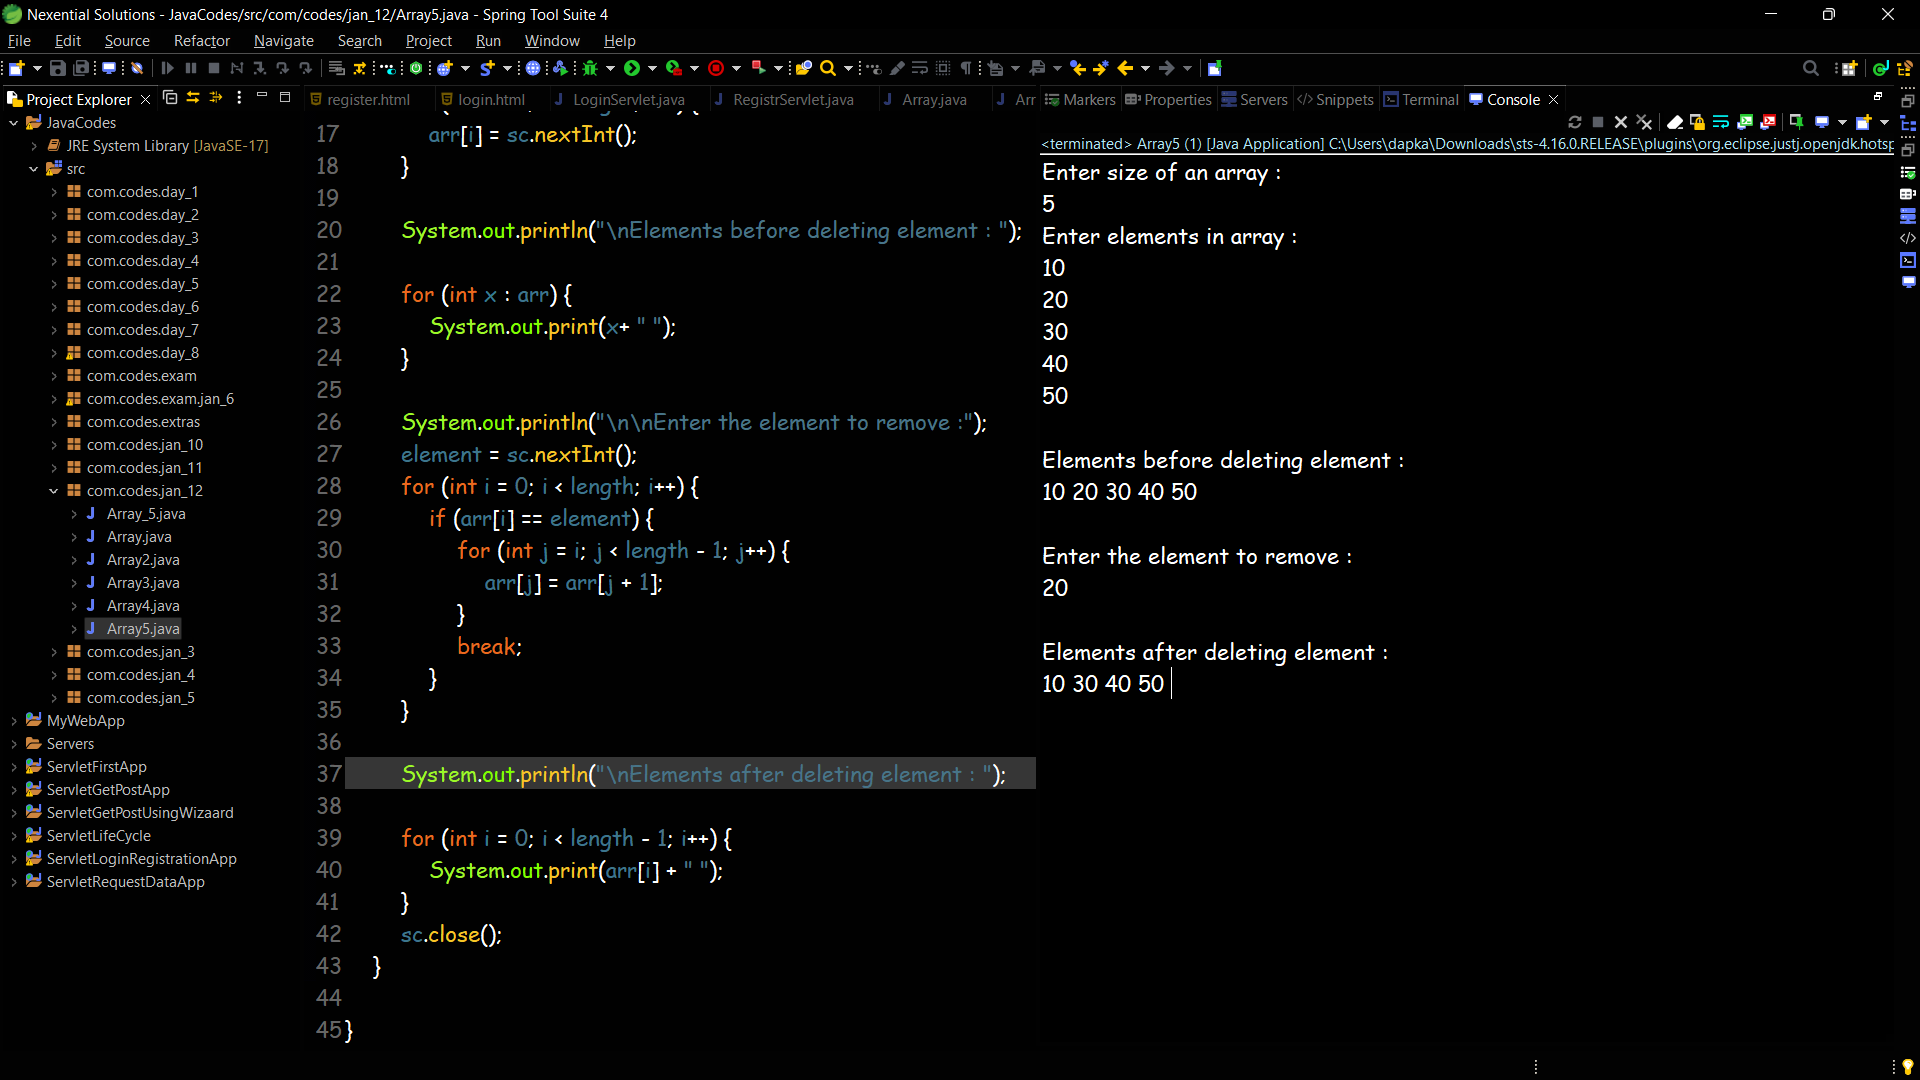 Nexential Solutions - JavaCodes/src/com/codes/jan_12/Array5.java - Spring Tool Suite 4
File Edit Source Refactor Navigate Search Project Run Window Help
Project Explorer
register.html login.html LoginServlet.java RegistrServlet.java Array.java Arr
Markers Properties Servers Snippets Terminal Console
JavaCodes
JRE System Library [JavaSE-17]
src
com.codes.day_1
com.codes.day_2
com.codes.day_3
com.codes.day_4
com.codes.day_5
com.codes.day_6
com.codes.day_7
com.codes.day_8
com.codes.exam
com.codes.exam.jan_6
com.codes.extras
com.codes.jan_10
com.codes.jan_11
com.codes.jan_12
Array_5.java
Array.java
Array2.java
Array3.java
Array4.java
Array5.java
com.codes.jan_3
com.codes.jan_4
com.codes.jan_5
MyWebApp
Servers
ServletFirstApp
ServletGetPostApp
ServletGetPostUsingWizaard
ServletLifeCycle
ServletLoginRegistrationApp
ServletRequestDataApp
17 arr[i] = sc.nextInt();
18 }
19
20 System.out.println("\nElements before deleting element : ");
21
22 for (int x : arr) {
23 System.out.print(x+ " ");
24 }
25
26 System.out.println("\n\nEnter the element to remove :");
27 element = sc.nextInt();
28 for (int i = 0; i < length; i++) {
29 if (arr[i] == element) {
30 for (int j = i; j < length - 1; j++) {
31 arr[j] = arr[j + 1];
32 }
33 break;
34 }
35 }
36
37 System.out.println("\nElements after deleting element : ");
38
39 for (int i = 0; i < length - 1; i++) {
40 System.out.print(arr[i] + " ");
41 }
42 sc.close();
43 }
44
45 }
<terminated> Array5 (1) [Java Application] C:\Users\dapka\Downloads\sts-4.16.0.RELEASE\plugins\org.eclipse.justj.openjdk.hotsp
Enter size of an array :
5
Enter elements in array :
10
20
30
40
50
Elements before deleting element :
10 20 30 40 50
Enter the element to remove :
20
Elements after deleting element :
10 30 40 50